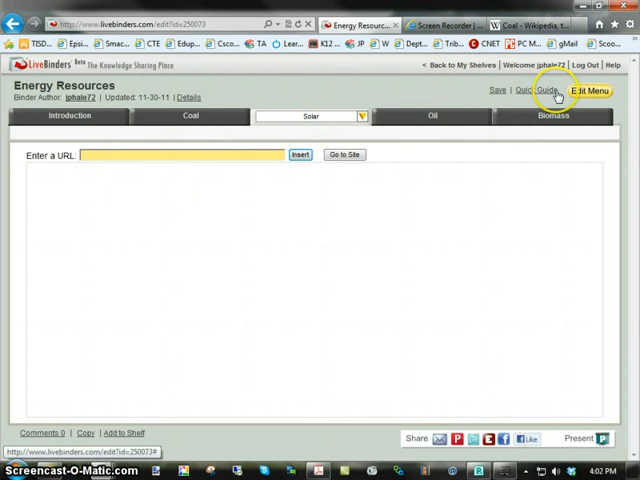 http://www.livebinders.com/edit?id=250073
Energy Resourc...
Screen Recorder | ...
Coal - Wikipedia, t...
TISD...
Epsi...
Smac...
CTE
Edup...
Ta
Lear...
K12 ...
JP
W
Dept...
Trib...
CNET
PC M...
gMail
Scoo...
LiveBinders Beta The Knowledge Sharing Place
< Back to My Shelves | Welcome jphale72 | Log Out | Help
Energy Resources
Binder Author: jphale72 | Updated: 11-30-11 | Details
Save | Quick Guide Edit Menu
Introduction Coal Solar Oil Biomass
Enter a URL: Insert Go to Site
Comments 0 Copy Add to Shelf
Share Like Present
http://www.livebinders.com/edit?id=250073#
Screencast-O-Matic.com
4:02 PM